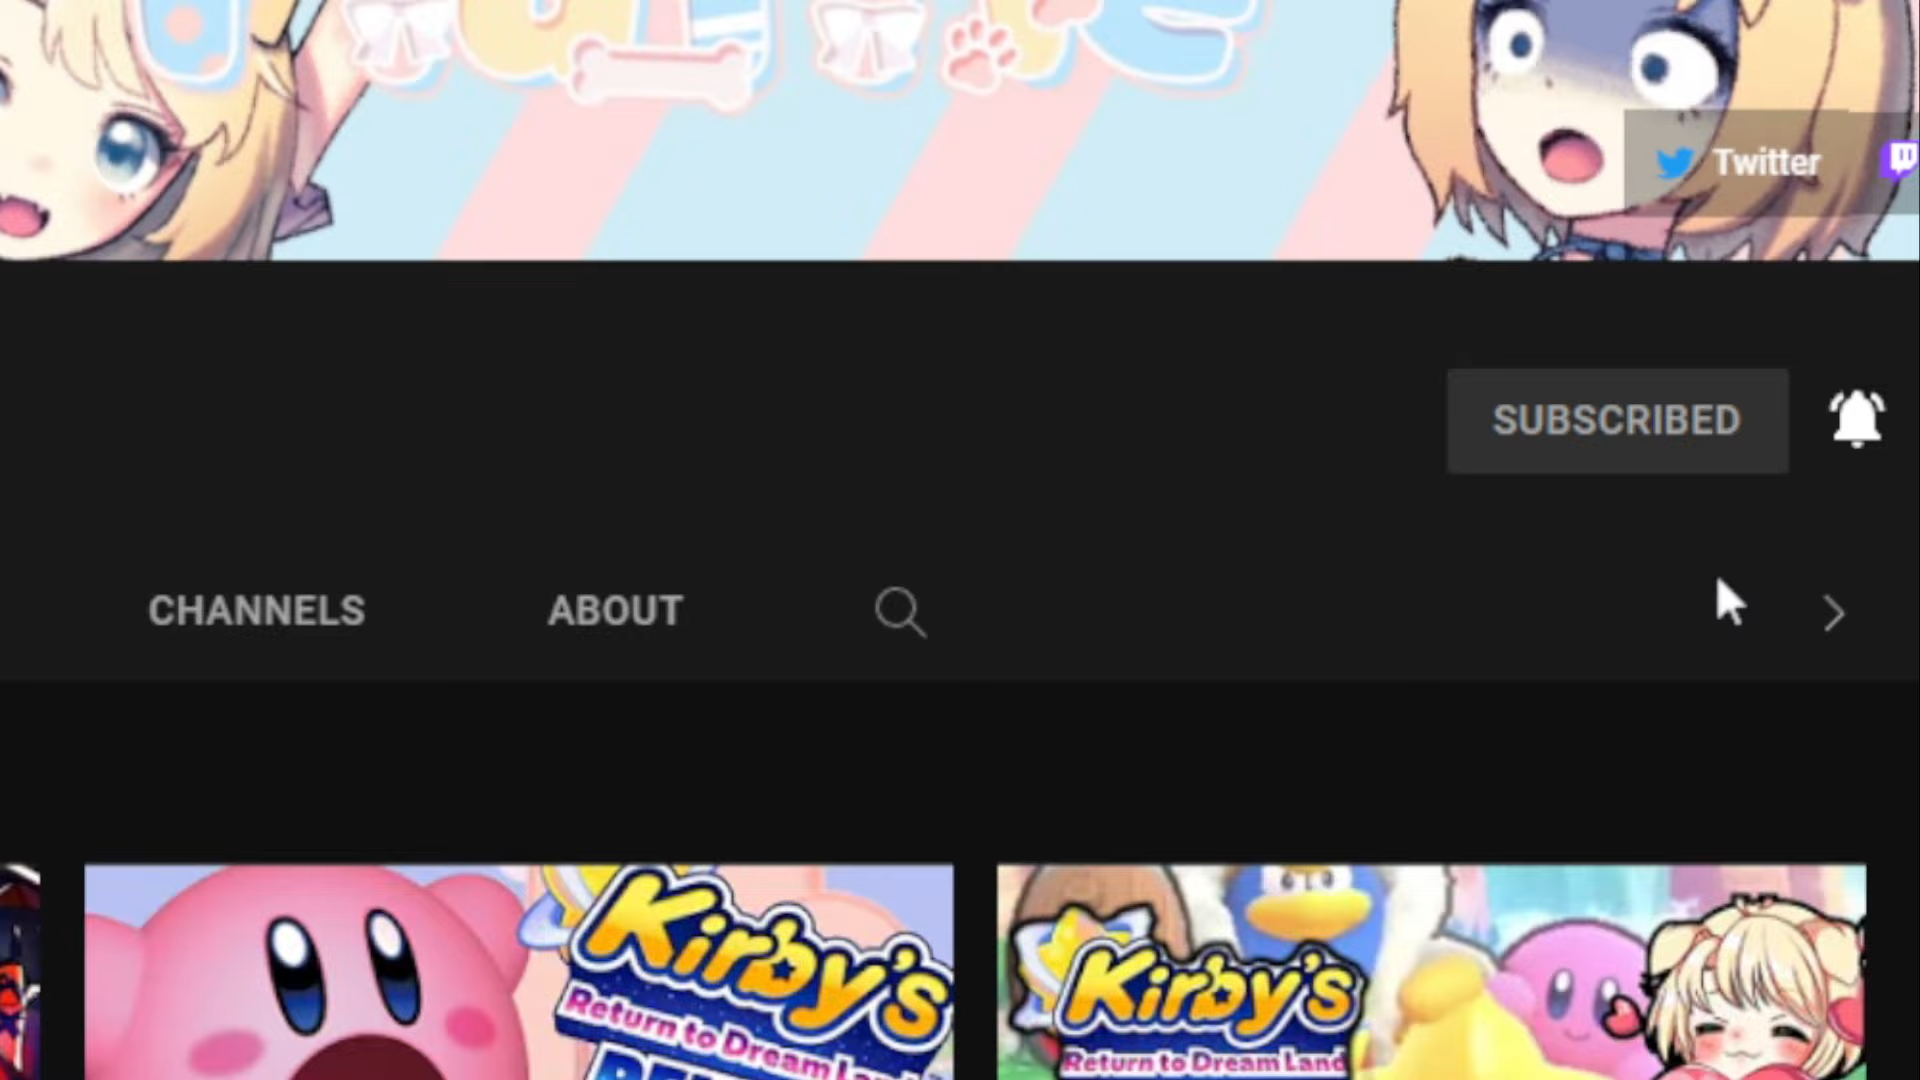 Twitter
SUBSCRIBED
CHANNELS
ABOUT
Kirby's
Return to Dream Land
Kirby's
Return to Dream Land